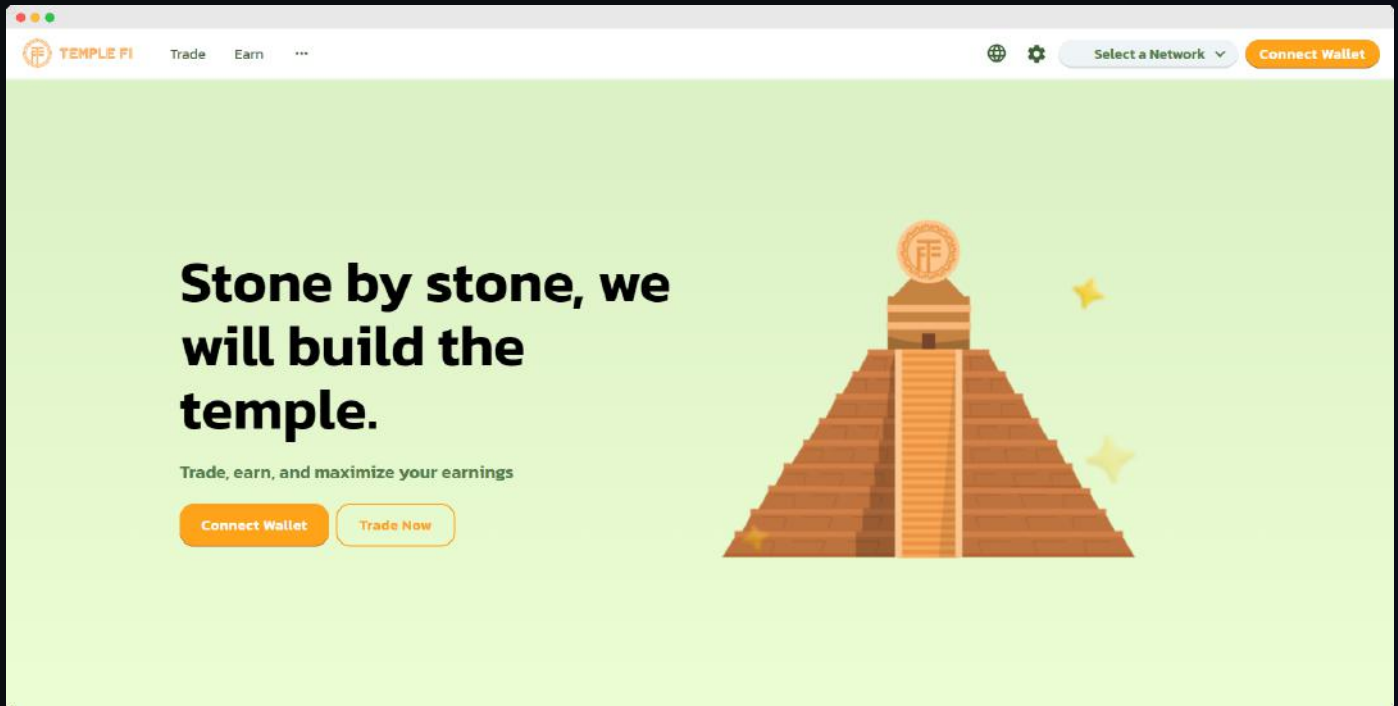 TEMPLE FI
Trade
Earn
...
Select a Network
Connect Wallet
Stone by stone, we
will build the
temple.
Trade, earn, and maximize your earnings
Connect Wallet
Trade Now